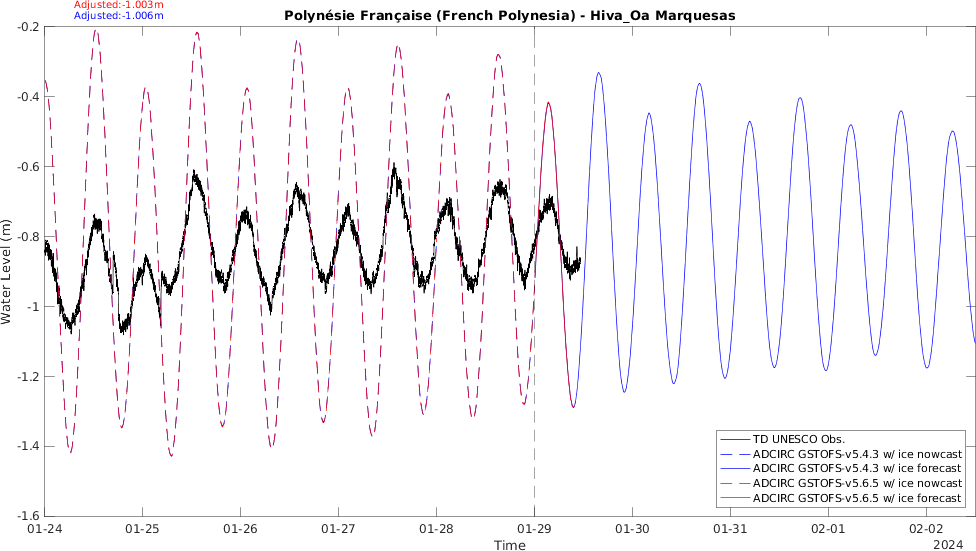 Adjusted:-1.003m
Adjusted:-1.006m
Polynésie Française (French Polynesia) - Hiva_Oa Marquesas
-0.2
-0.4
-0.6
-0.8
-1
-1.2
-1.4
-1.6
Water Level (m)
TD UNESCO Obs.
ADCIRC GSTOFS-v5.4.3 w/ ice nowcast
ADCIRC GSTOFS-v5.4.3 w/ ice forecast
ADCIRC GSTOFS-v5.6.5 w/ ice nowcast
ADCIRC GSTOFS-v5.6.5 w/ ice forecast
01-24 01-25 01-26 01-27 01-28 01-29 01-30 01-31 02-01 02-02
Time
2024